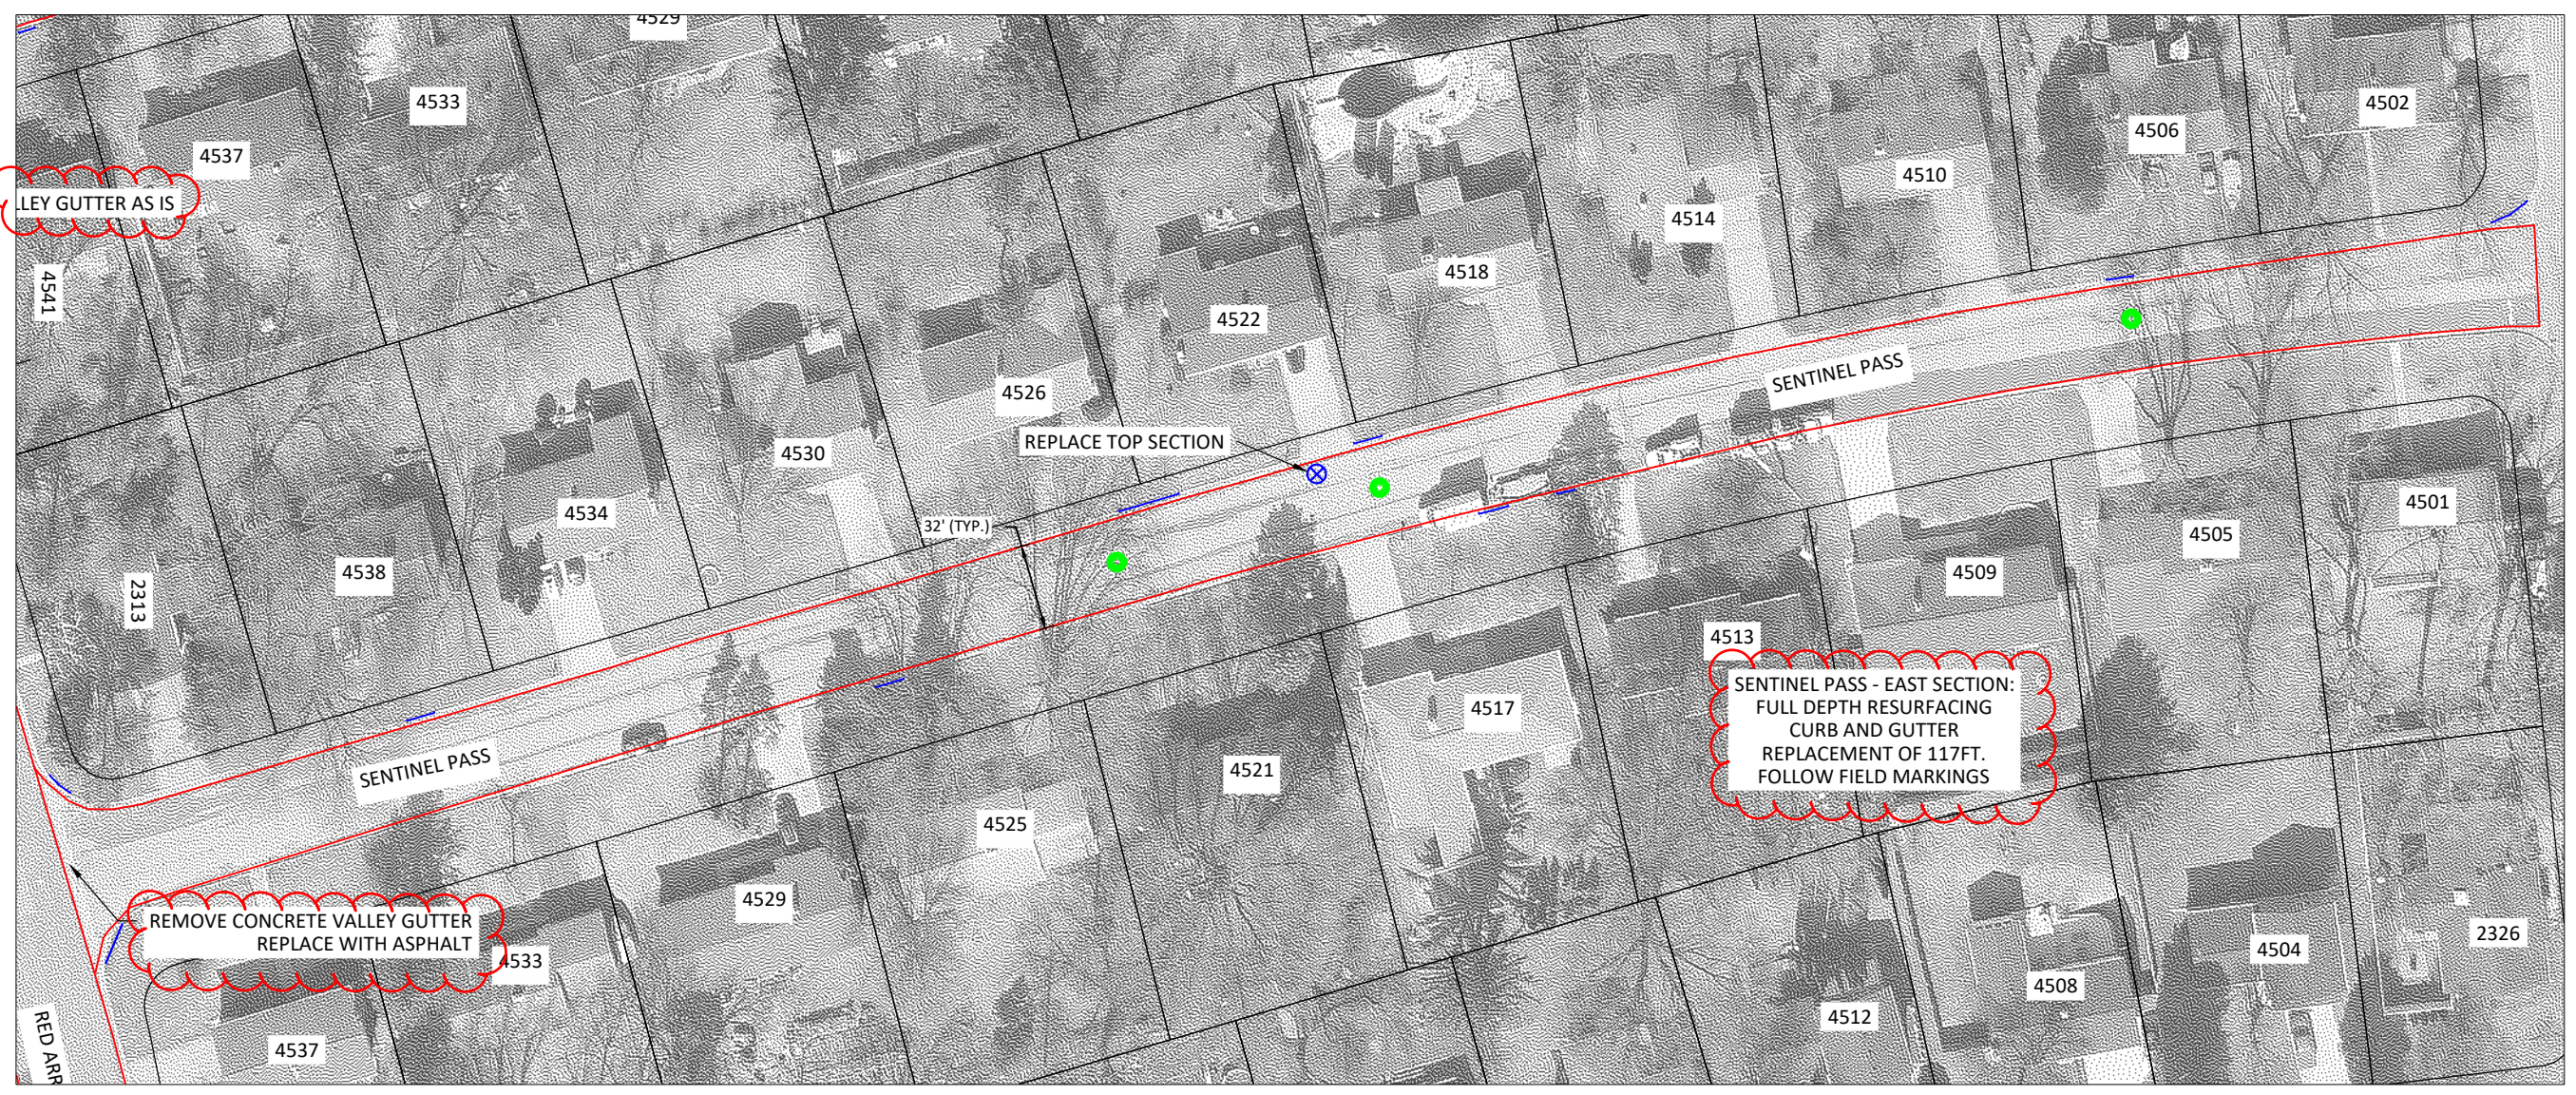 4529
4533
4502
4506
4537
4510
LLEY GUTTER AS IS
4514
4518
4541
4522
SENTINEL PASS
4526
REPLACE TOP SECTION
4530
4501
32' (TYP.)
4534
4505
4538
4509
2313
4513
SENTINEL PASS - EAST SECTION:
FULL DEPTH RESURFACING
CURB AND GUTTER
REPLACEMENT OF 117FT.
FOLLOW FIELD MARKINGS
4517
SENTINEL PASS
4521
4525
4529
REMOVE CONCRETE VALLEY GUTTER
REPLACE WITH ASPHALT
4533
2326
4504
4508
4512
RED ARR
4537